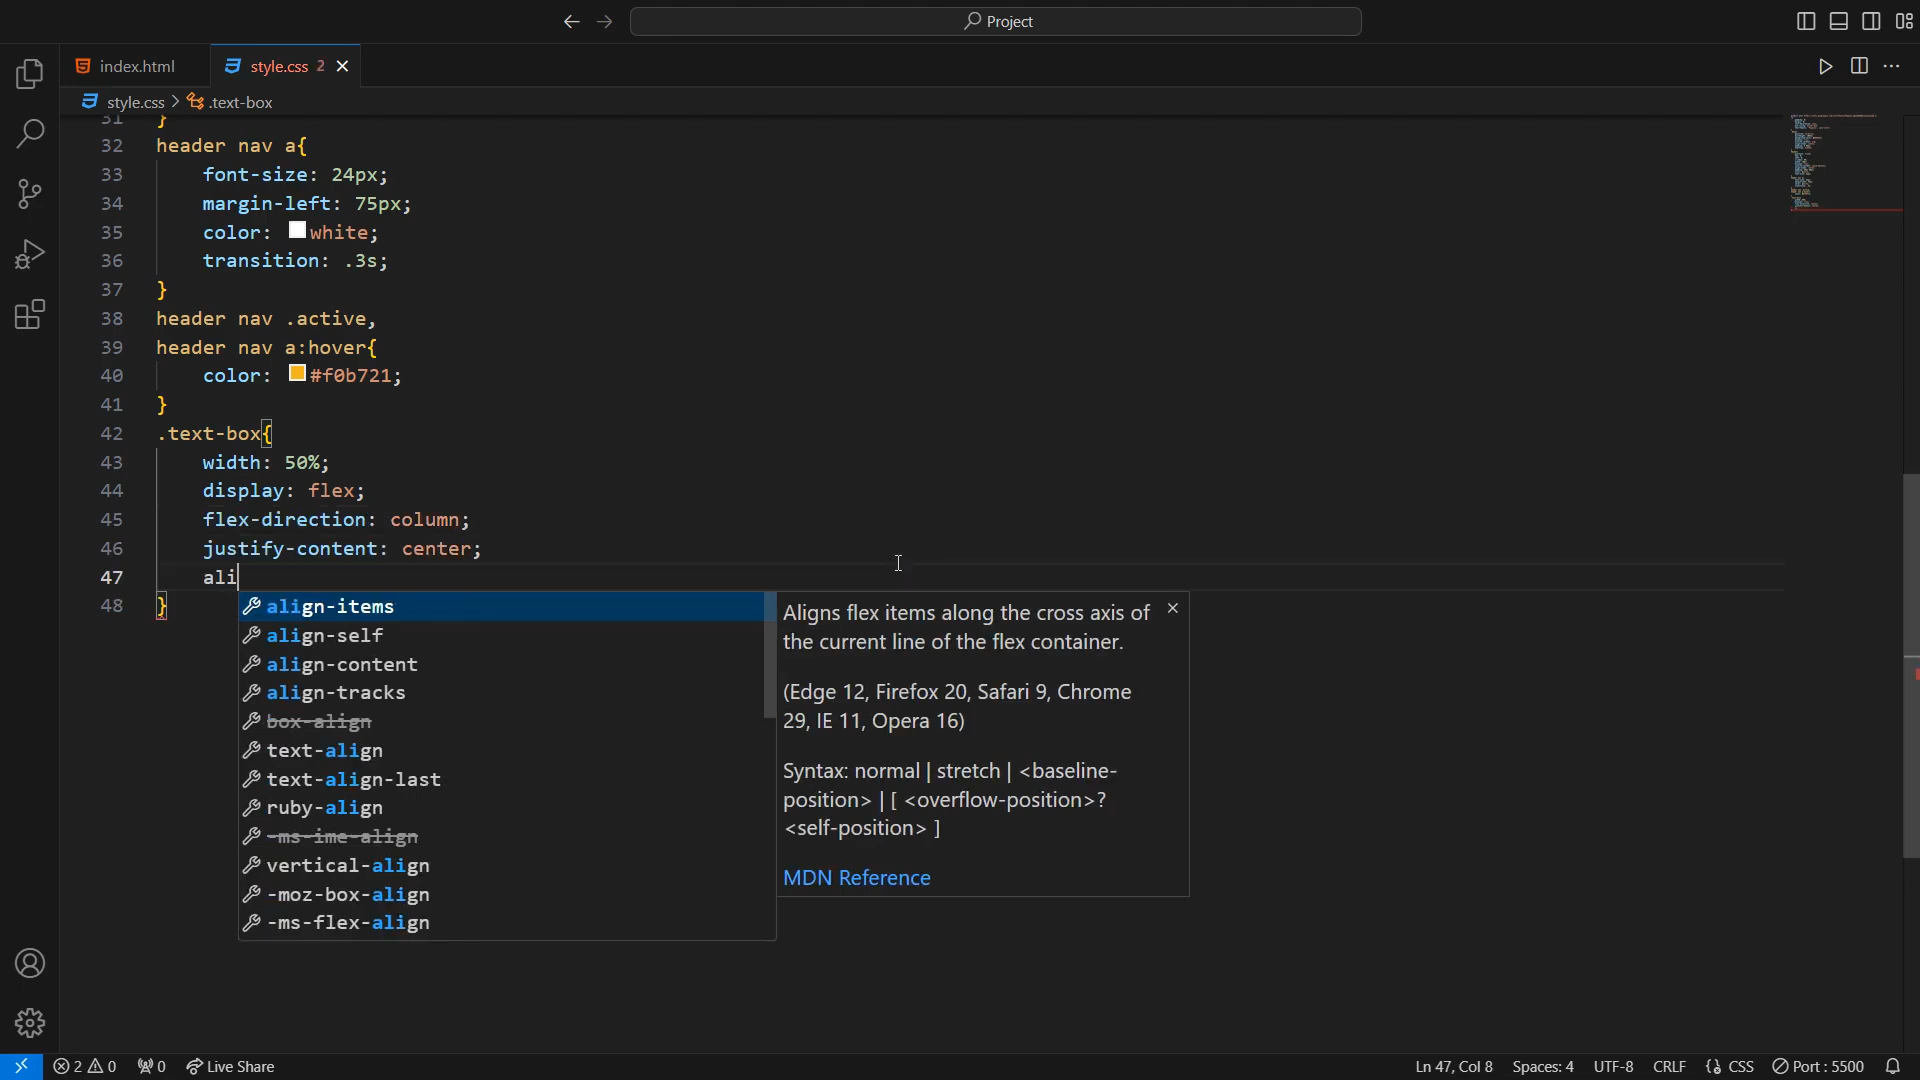 Project
index.html
style.css 2
style.css > .text-box
31 }
32 header nav a{
33 font-size: 24px;
34 margin-left: 75px;
35 color: white;
36 transition: .3s;
37 }
38 header nav .active,
39 header nav a:hover{
40 color: #f0b721;
41 }
42 .text-box{
43 width: 50%;
44 display: flex;
45 flex-direction: column;
46 justify-content: center;
47 ali
48 }
align-items
align-self
align-content
align-tracks
box-align
text-align
text-align-last
ruby-align
-ms-ime-align
vertical-align
-moz-box-align
-ms-flex-align
Aligns flex items along the cross axis of
the current line of the flex container.
(Edge 12, Firefox 20, Safari 9, Chrome
29, IE 11, Opera 16)
Syntax: normal | stretch | <baseline-
position> | [ <overflow-position>?
<self-position> ]
MDN Reference
2 0 0 Live Share Ln 47, Col 8 Spaces: 4 UTF-8 CRLF {} CSS Port : 5500